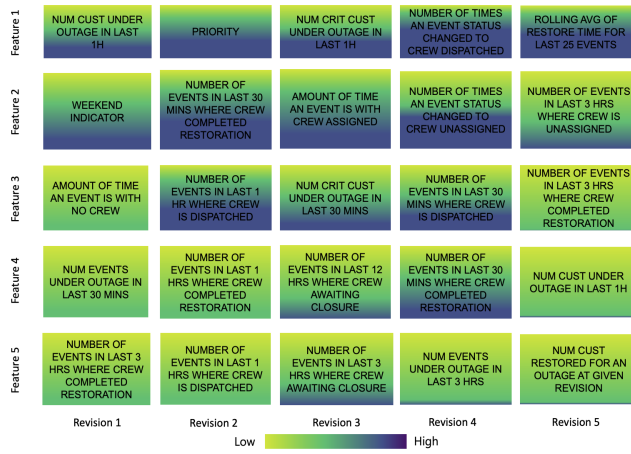 Feature 1
NUM CUST UNDER
OUTAGE IN LAST
1H
PRIORITY
NUM CRIT CUST
UNDER OUTAGE IN
LAST 1H
NUMBER OF TIMES
AN EVENT STATUS
CHANGED TO
CREW DISPATCHED
ROLLING AVG OF
RESTORE TIME FOR
LAST 25 EVENTS
Feature 2
WEEKEND
INDICATOR
NUMBER OF
EVENTS IN LAST 30
MINS WHERE CREW
COMPLETED
RESTORATION
AMOUNT OF TIME
AN EVENT IS WITH
CREW ASSIGNED
NUMBER OF TIMES
AN EVENT STATUS
CHANGED TO
CREW UNASSIGNED
NUMBER OF EVENTS
IN LAST 3 HRS
WHERE CREW IS
UNASSIGNED
Feature 3
AMOUNT OF TIME
AN EVENT IS WITH
NO CREW
NUMBER OF
EVENTS IN LAST 1
HR WHERE CREW
IS DISPATCHED
NUM CRIT CUST
UNDER OUTAGE IN
LAST 30 MINS
NUMBER OF
EVENTS IN LAST 30
MINS WHERE CREW
IS DISPATCHED
NUMBER OF EVENTS
IN LAST 3 HRS
WHERE CREW
COMPLETED
RESTORATION
Feature 4
NUM EVENTS
UNDER OUTAGE IN
LAST 30 MINS
NUMBER OF
EVENTS IN LAST 1
HRS WHERE CREW
COMPLETED
RESTORATION
NUMBER OF
EVENTS IN LAST 12
HRS WHERE CREW
AWAITING
CLOSURE
NUMBER OF
EVENTS IN LAST 30
MINS WHERE CREW
COMPLETED
RESTORATION
NUM CUST UNDER
OUTAGE IN LAST 1H
Feature 5
NUMBER OF
EVENTS IN LAST 3
HRS WHERE CREW
COMPLETED
RESTORATION
NUMBER OF
EVENTS IN LAST 1
HRS WHERE CREW
IS DISPATCHED
NUMBER OF
EVENTS IN LAST 3
HRS WHERE CREW
AWAITING CLOSURE
NUM EVENTS
UNDER OUTAGE IN
LAST 3 HRS
NUM CUST
RESTORED FOR AN
OUTAGE AT GIVEN
REVISION
Revision 1
Revision 2
Revision 3
Revision 4
Revision 5
Low
High